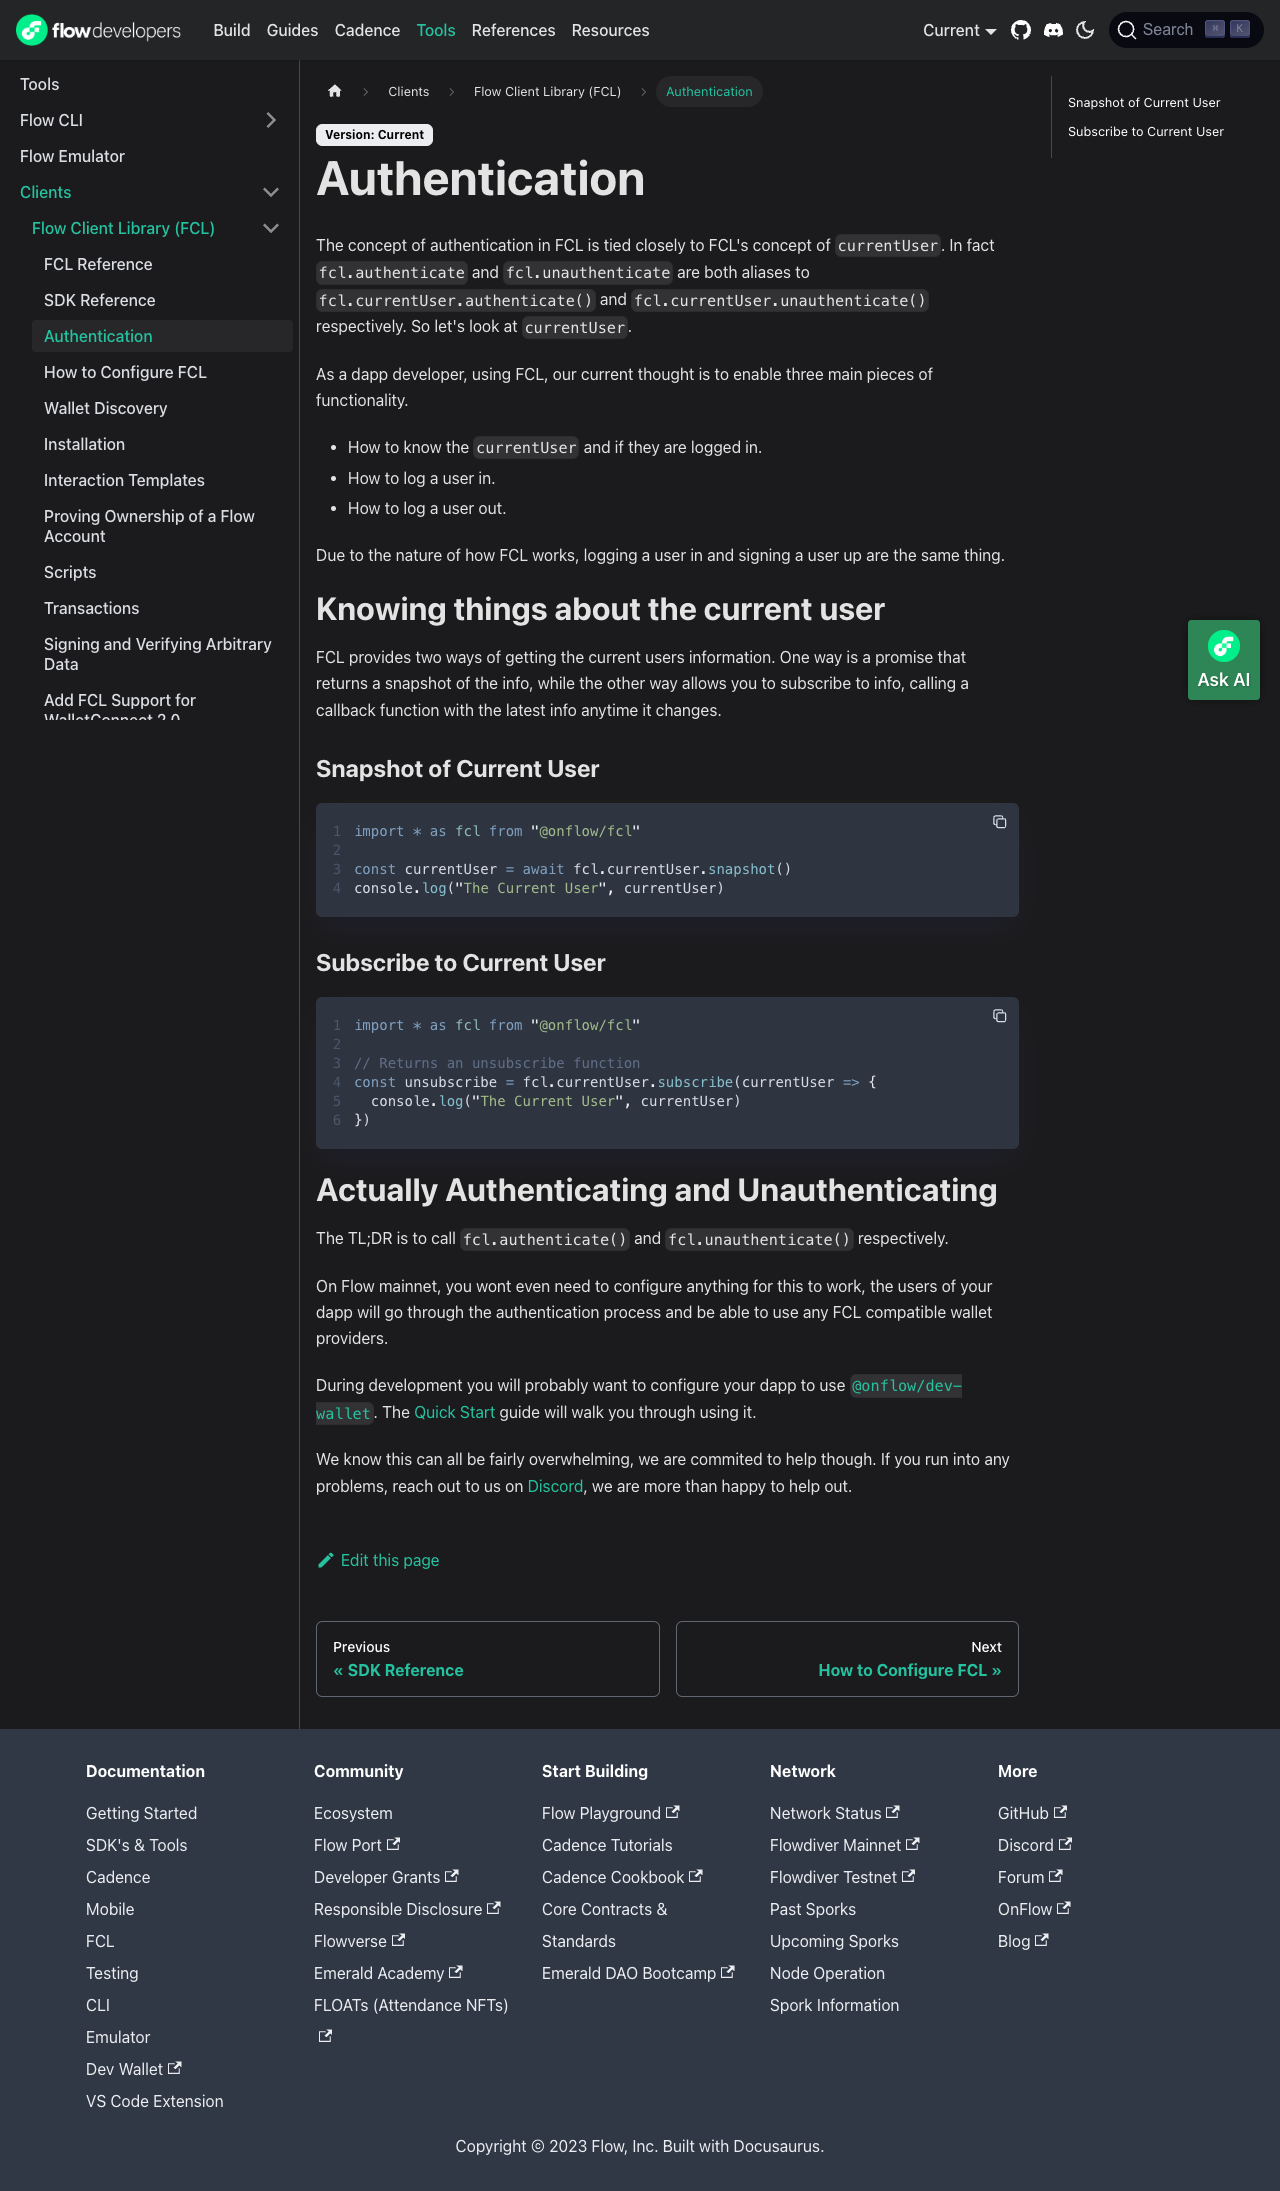 flowdevelopers Build Guides Cadence Tools References Resources Current Search ⌘ K
Tools
Flow CLI
Flow Emulator
Clients
Flow Client Library (FCL)
FCL Reference
SDK Reference
Authentication
How to Configure FCL
Wallet Discovery
Installation
Interaction Templates
Proving Ownership of a Flow
Account
Scripts
Transactions
Signing and Verifying Arbitrary
Data
Add FCL Support for
WalletConnect 2.0
Clients Flow Client Library (FCL) Authentication
Version: Current
Authentication
The concept of authentication in FCL is tied closely to FCL's concept of currentUser. In fact
fcl.authenticate and fcl.unauthenticate are both aliases to
fcl.currentUser.authenticate() and fcl.currentUser.unauthenticate()
respectively. So let's look at currentUser.
As a dapp developer, using FCL, our current thought is to enable three main pieces of
functionality.
• How to know the currentUser and if they are logged in.
• How to log a user in.
• How to log a user out.
Due to the nature of how FCL works, logging a user in and signing a user up are the same thing.
Knowing things about the current user
FCL provides two ways of getting the current users information. One way is a promise that
returns a snapshot of the info, while the other way allows you to subscribe to info, calling a
callback function with the latest info anytime it changes.
Snapshot of Current User
1 import * as fcl from "@onflow/fcl"
2
3 const currentUser = await fcl.currentUser.snapshot()
4 console.log("The Current User", currentUser)
Subscribe to Current User
1 import * as fcl from "@onflow/fcl"
2
3 // Returns an unsubscribe function
4 const unsubscribe = fcl.currentUser.subscribe(currentUser => {
5   console.log("The Current User", currentUser)
6 })
Actually Authenticating and Unauthenticating
The TL;DR is to call fcl.authenticate() and fcl.unauthenticate() respectively.
On Flow mainnet, you wont even need to configure anything for this to work, the users of your
dapp will go through the authentication process and be able to use any FCL compatible wallet
providers.
During development you will probably want to configure your dapp to use @onflow/dev-
wallet. The Quick Start guide will walk you through using it.
We know this can all be fairly overwhelming, we are commited to help though. If you run into any
problems, reach out to us on Discord, we are more than happy to help out.
Edit this page
Previous
« SDK Reference
Next
How to Configure FCL »
Snapshot of Current User
Subscribe to Current User
Ask AI
Documentation
Getting Started
SDK's & Tools
Cadence
Mobile
FCL
Testing
CLI
Emulator
Dev Wallet
VS Code Extension
Community
Ecosystem
Flow Port
Developer Grants
Responsible Disclosure
Flowverse
Emerald Academy
FLOATs (Attendance NFTs)
Start Building
Flow Playground
Cadence Tutorials
Cadence Cookbook
Core Contracts &
Standards
Emerald DAO Bootcamp
Network
Network Status
Flowdiver Mainnet
Flowdiver Testnet
Past Sporks
Upcoming Sporks
Node Operation
Spork Information
More
GitHub
Discord
Forum
OnFlow
Blog
Copyright © 2023 Flow, Inc. Built with Docusaurus.